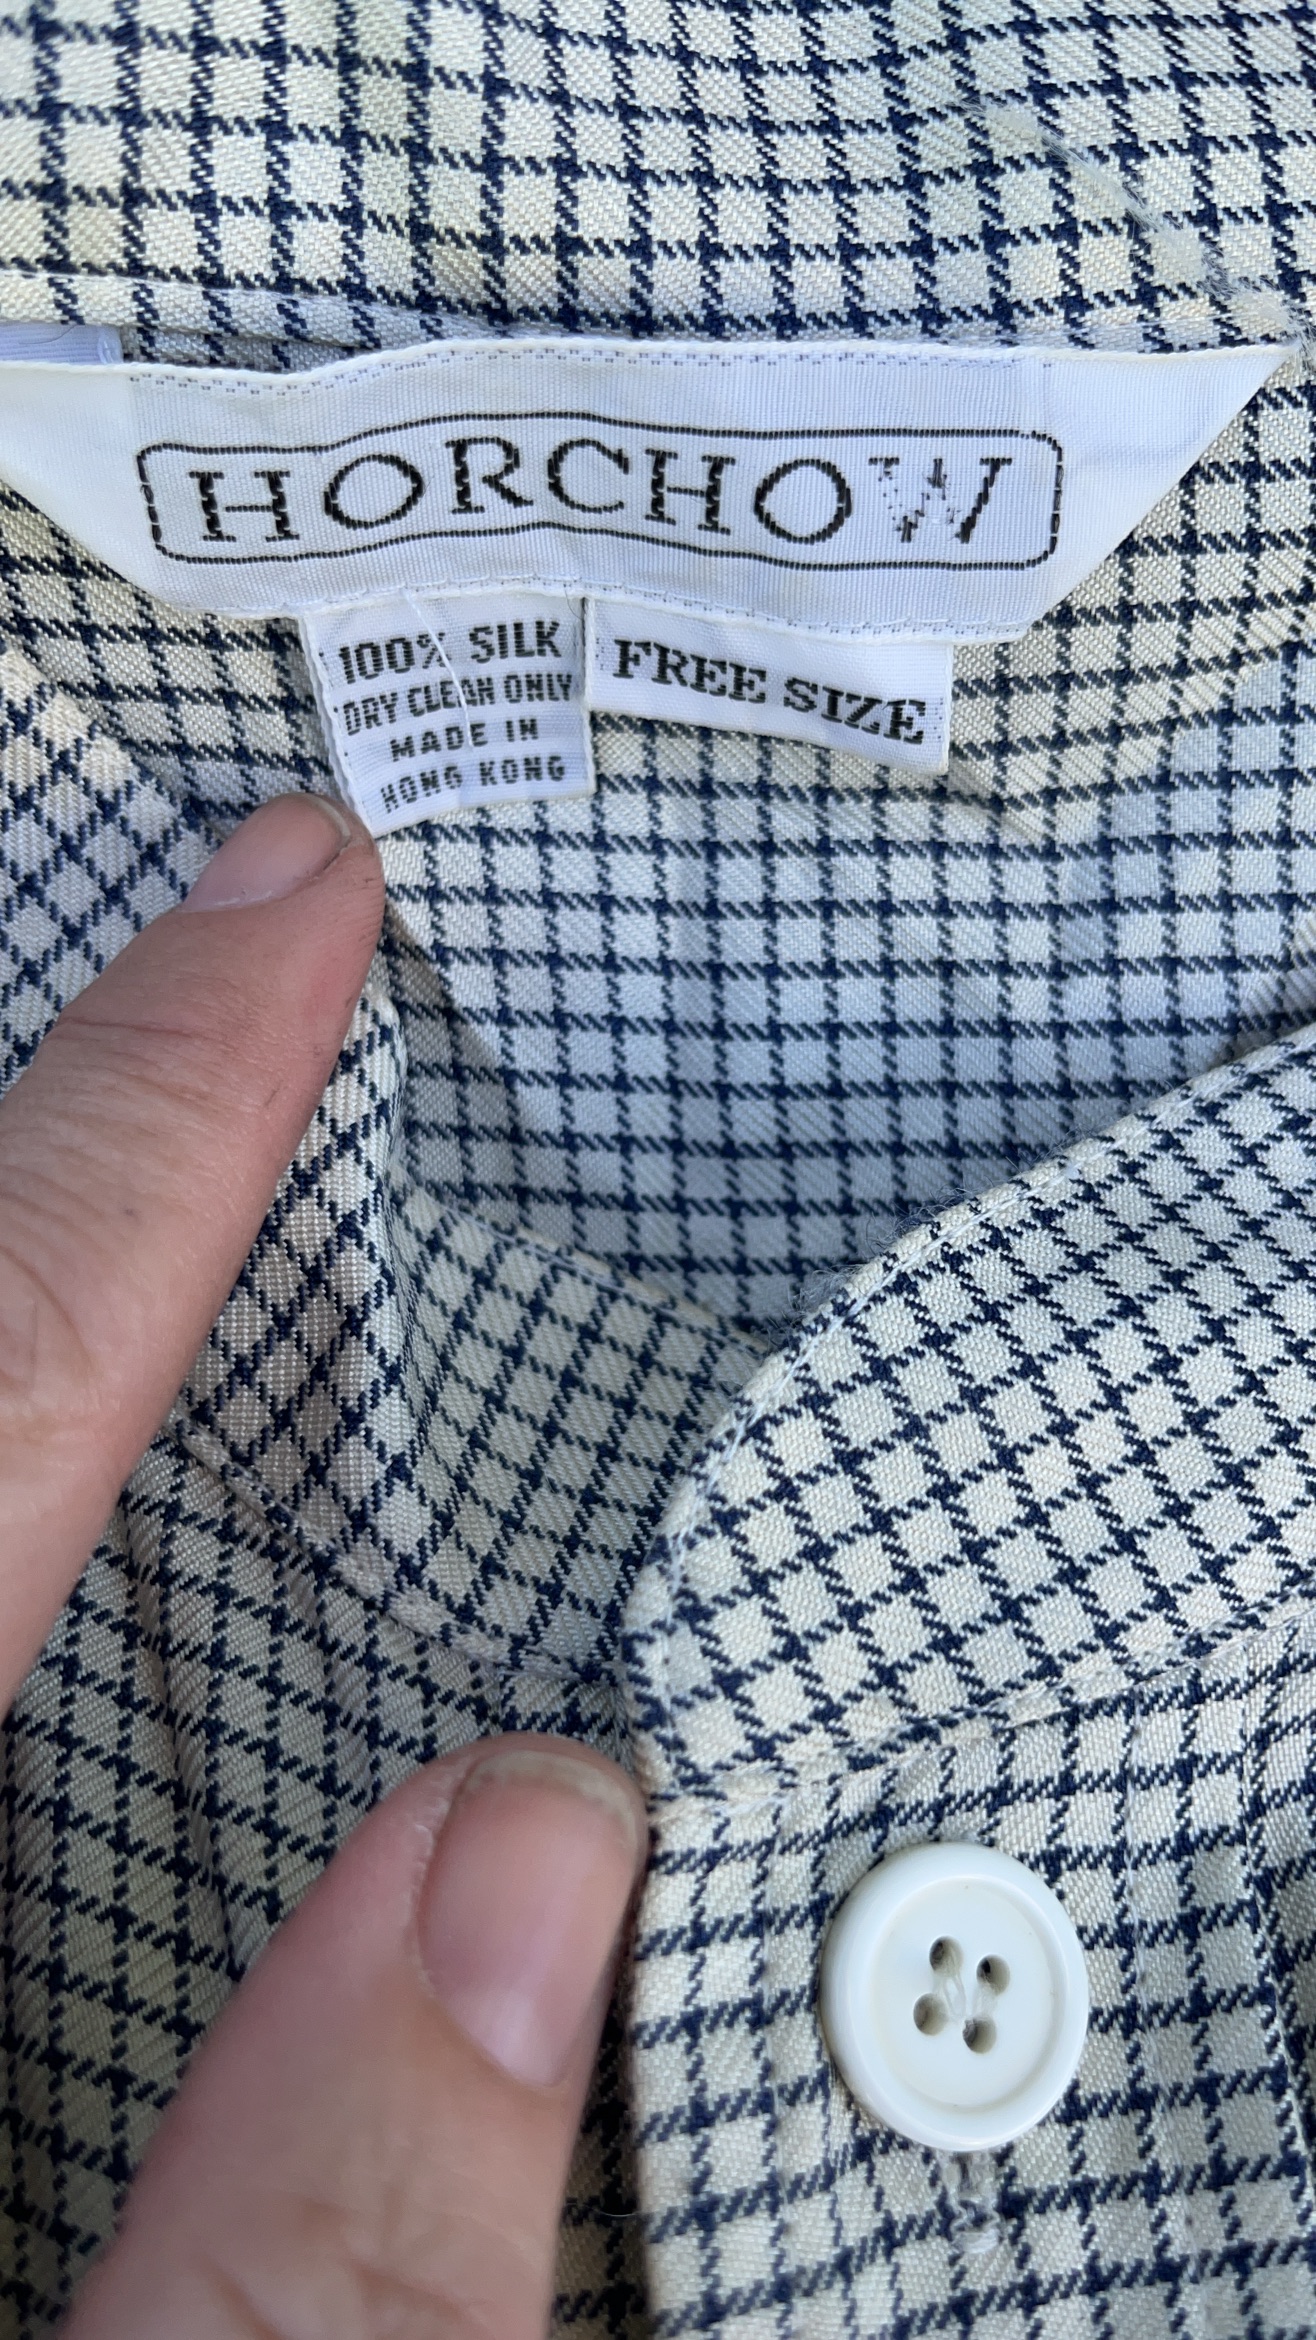 HORCHOW
100% SILK
DRY CLEAN ONLY
MADE IN
HONG KONG
FREE SIZE